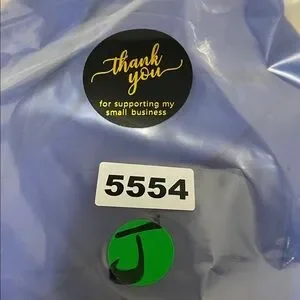 thank
you
for supporting my
small business
5554
J